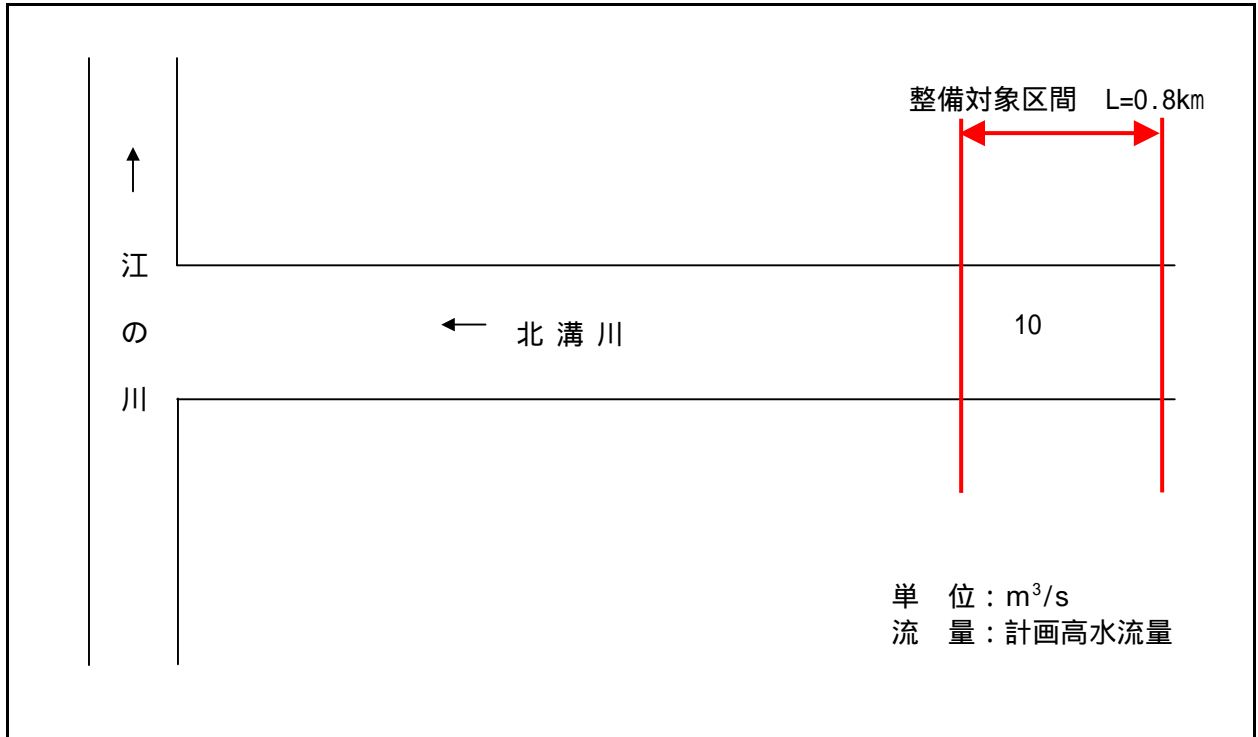 整備対象区間 L=0.8km
↑
江の川
← 北溝川
10
単 位：m³/s
流 量：計画高水流量